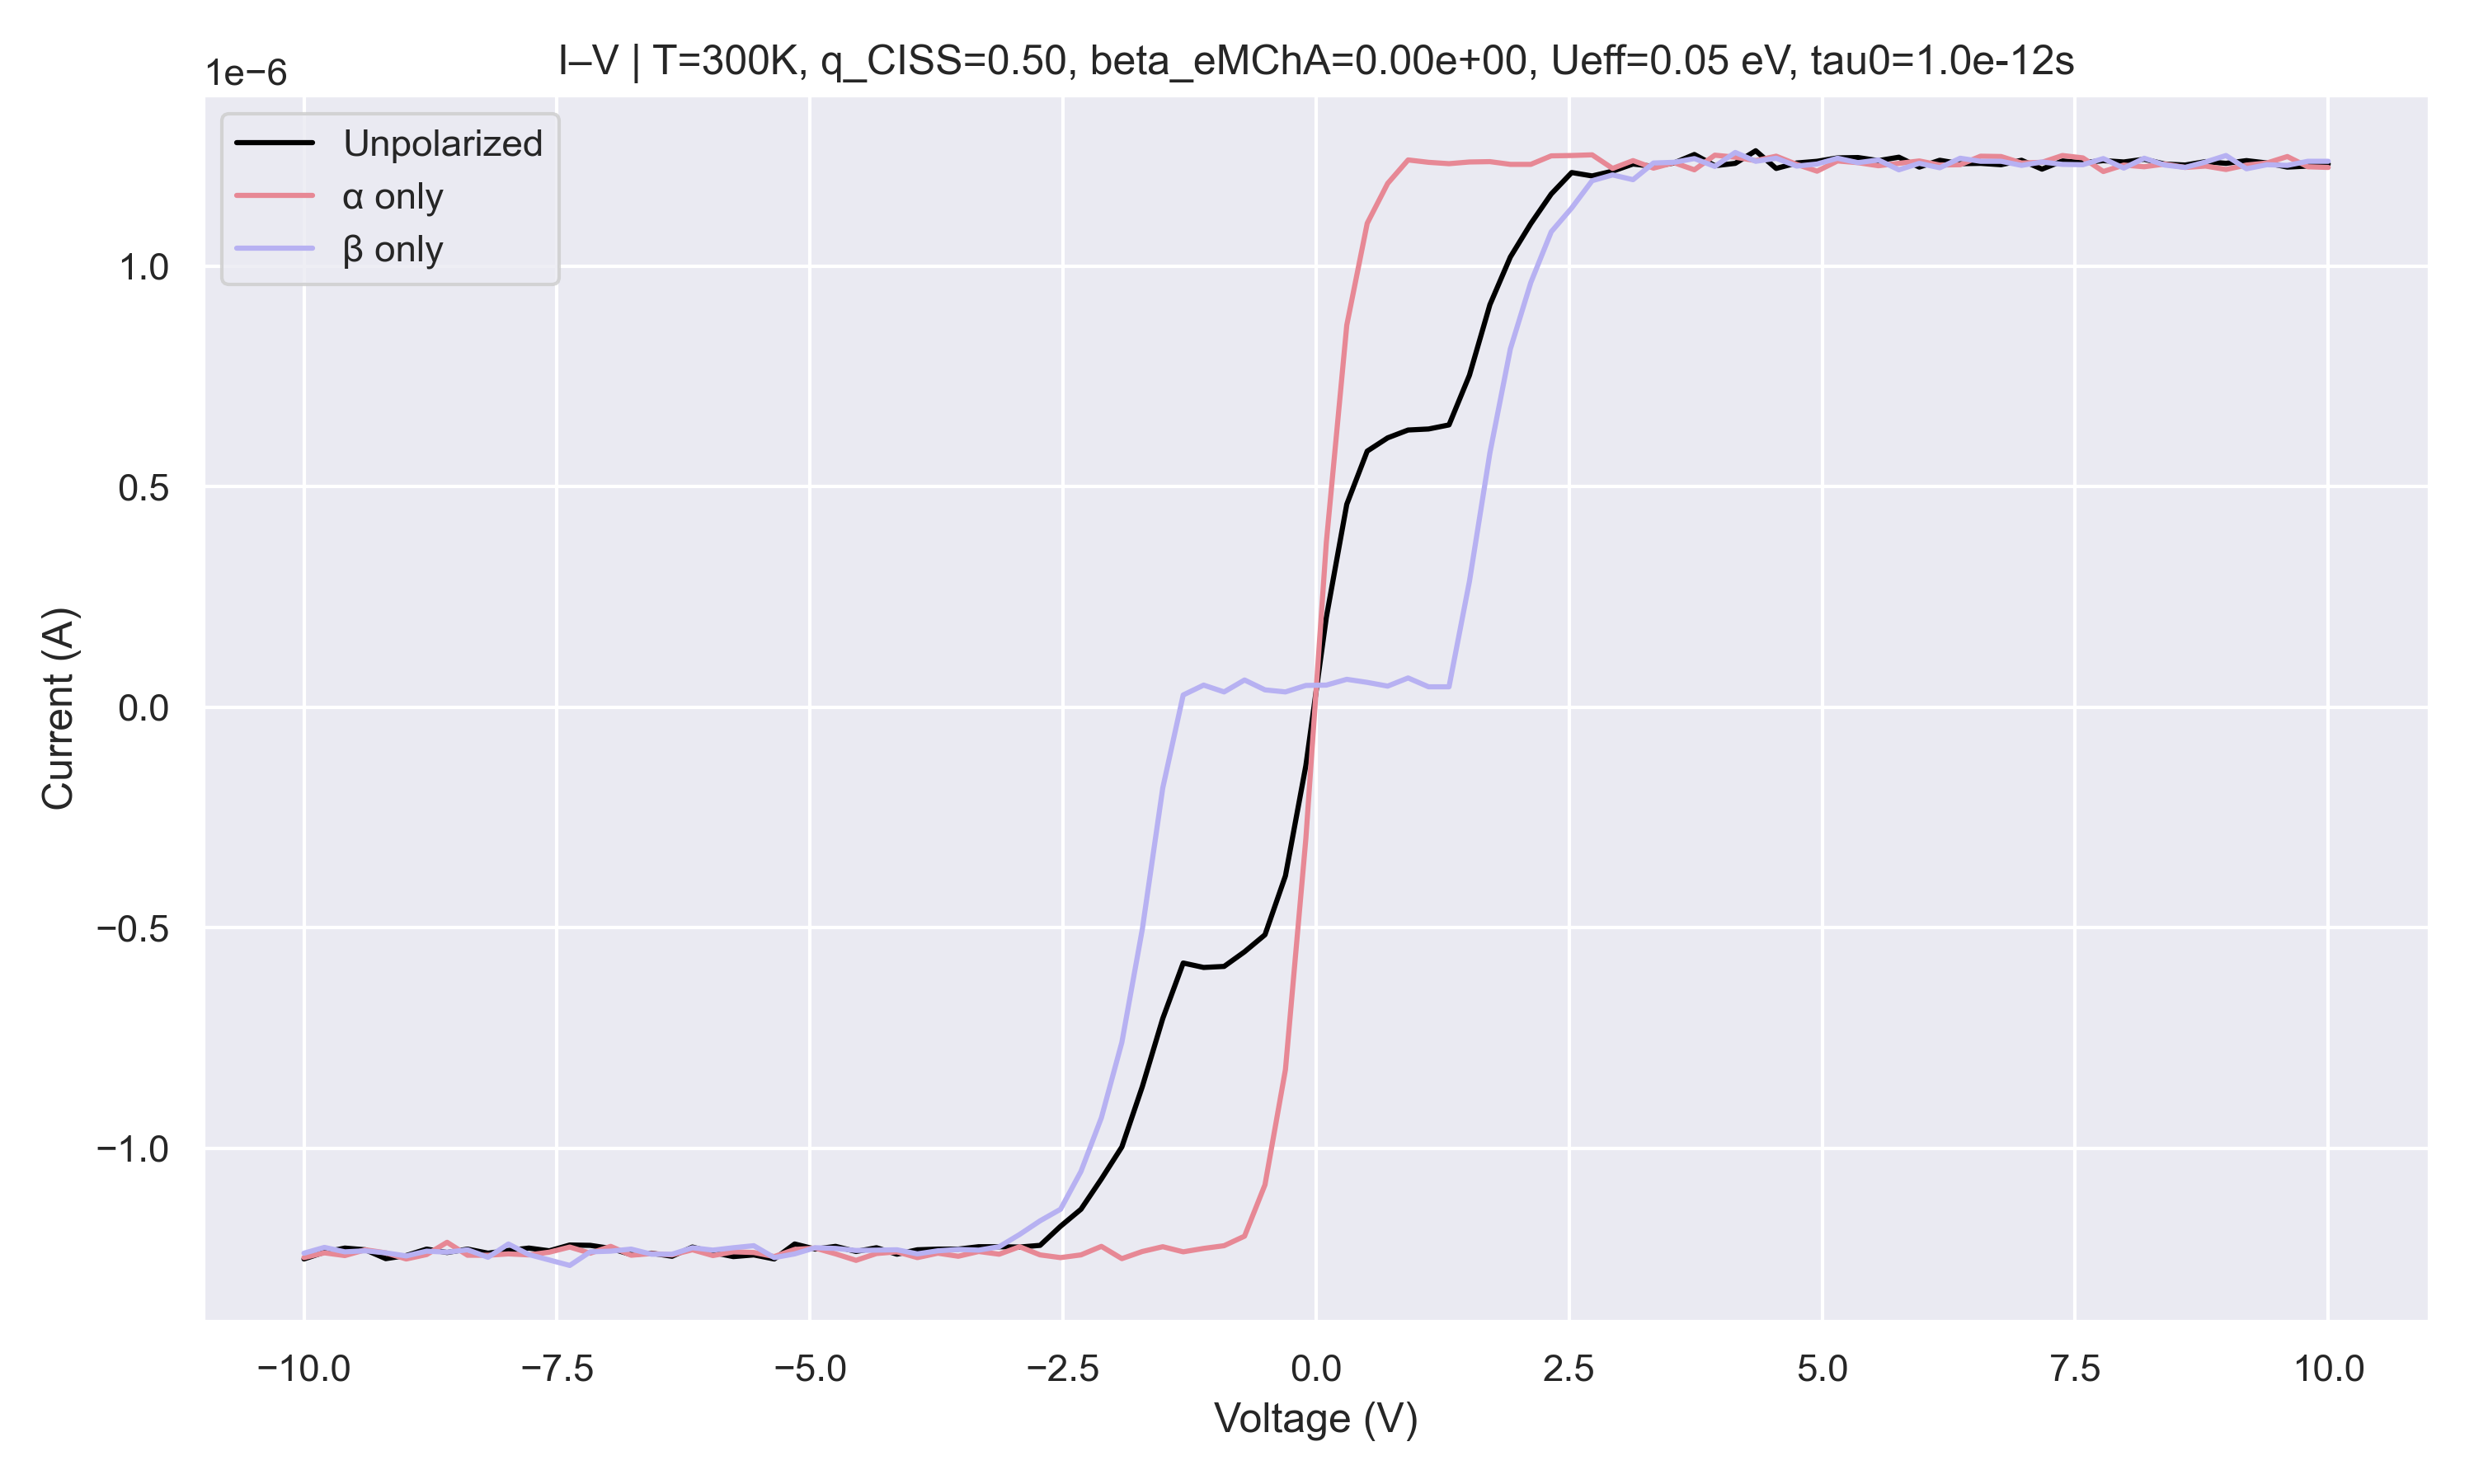 I–V | T=300K, q_CISS=0.50, beta_eMChA=0.00e+00, Ueff=0.05 eV, tau0=1.0e-12s
1e−6
Unpolarized
α only
β only
1.0
0.5
0.0
−0.5
−1.0
Current (A)
−10.0 −7.5 −5.0 −2.5 0.0 2.5 5.0 7.5 10.0
Voltage (V)